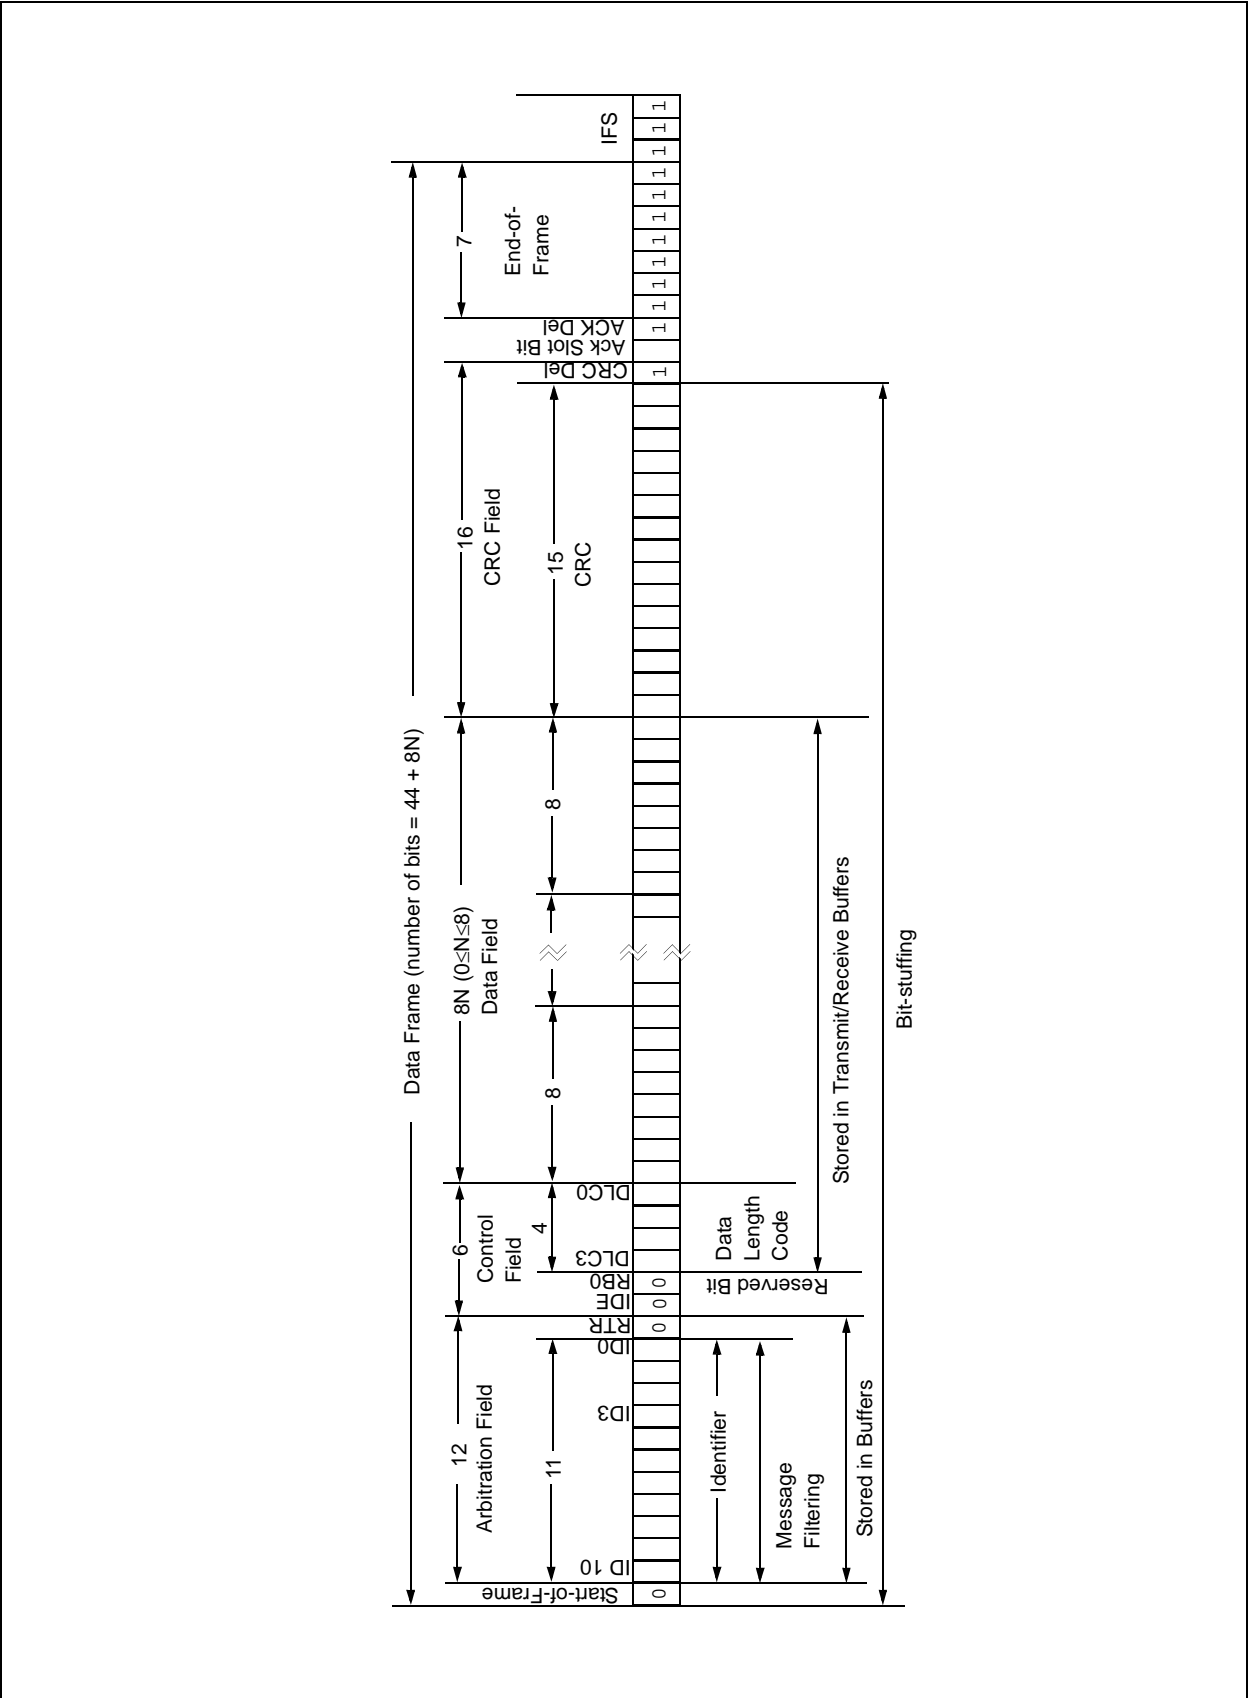 Data Frame (number of bits = 44 + 8N)
12
Arbitration Field
6
Control
Field
8N (0≤N≤8)
Data Field
16
CRC Field
7
End-of-
Frame
IFS
11
4
8
8
15
CRC
Start-of-Frame
ID 10
ID3
ID0
RTR
IDE
RB0
DLC3
DLC0
CRC Del
Ack Slot Bit
ACK Del
0
0
0
0
1
1
1
1
1
1
1
1
1
1
1
1
Identifier
Message
Filtering
Stored in Buffers
Reserved Bit
Data
Length
Code
Stored in Transmit/Receive Buffers
Bit-stuffing